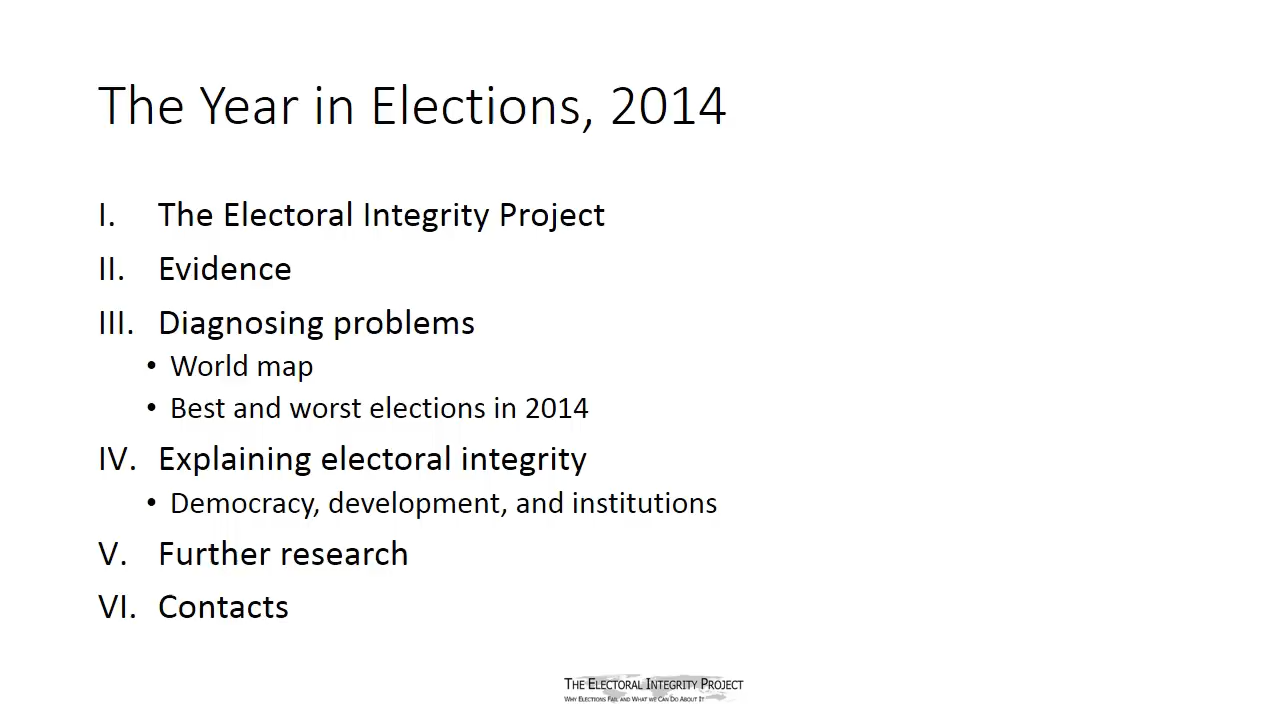 The Year in Elections, 2014
I. The Electoral Integrity Project
II. Evidence
III. Diagnosing problems
• World map
• Best and worst elections in 2014
IV. Explaining electoral integrity
• Democracy, development, and institutions
V. Further research
VI. Contacts
THE ELECTORAL INTEGRITY PROJECT
WHY ELECTIONS FAIL AND WHAT WE CAN DO ABOUT IT